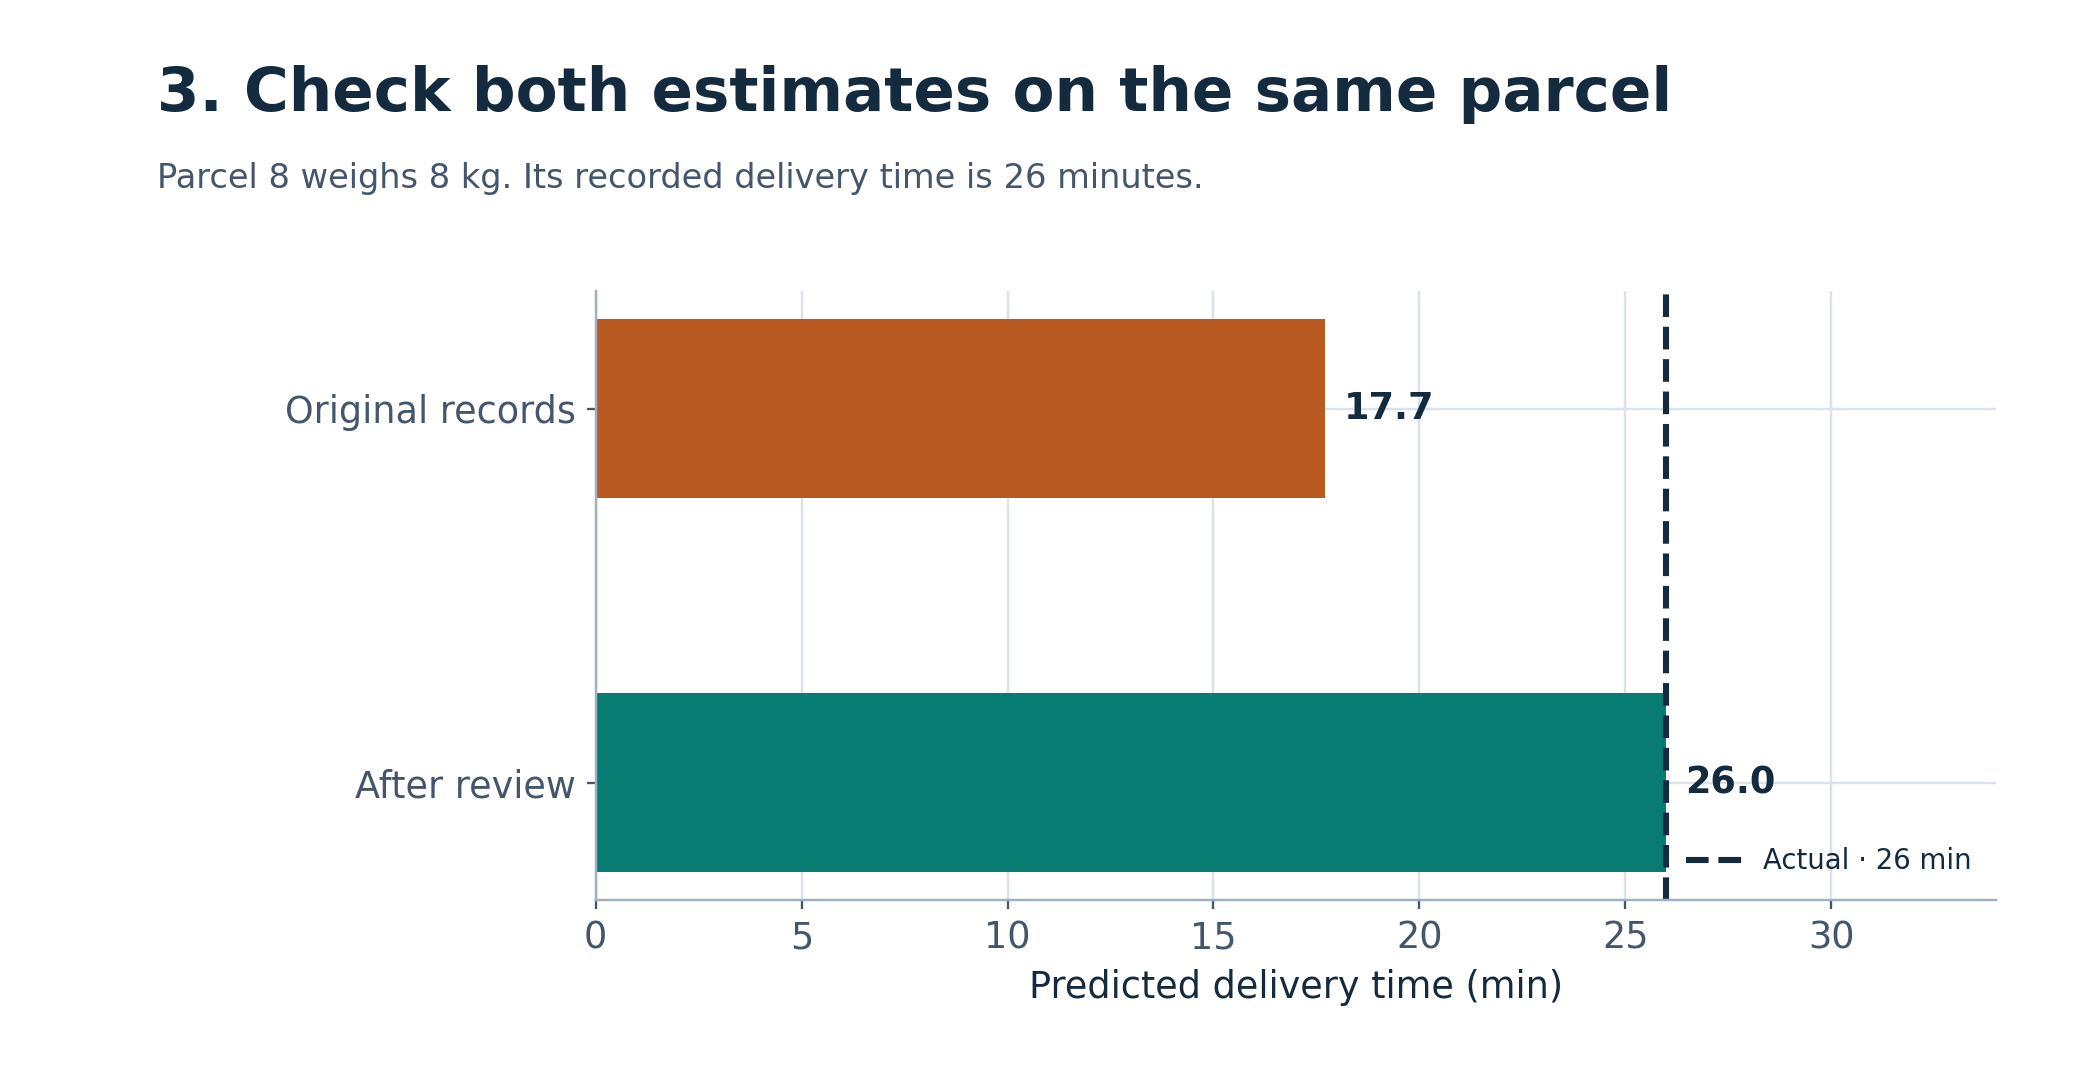 3. Check both estimates on the same parcel
Parcel 8 weighs 8 kg. Its recorded delivery time is 26 minutes.
Original records
17.7
After review
26.0
Actual · 26 min
0 5 10 15 20 25 30
Predicted delivery time (min)